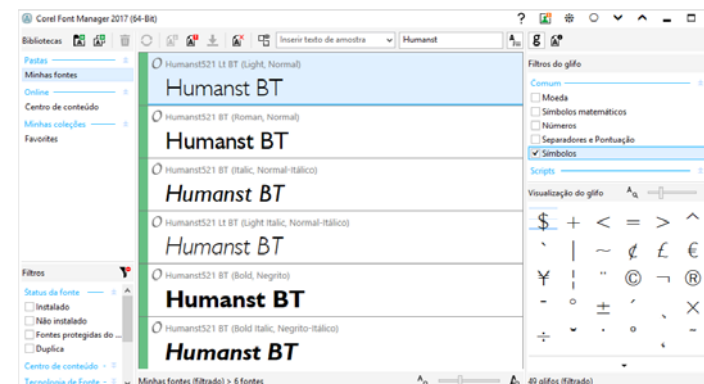 Corel Font Manager 2017 (64-Bit)
Bibliotecas
Inserir texto de amostra
Humanst
Pastas
Minhas fontes
Online
Centro de conteúdo
Minhas coleções
Favorites
Filtros
Status da fonte
Instalado
Não instalado
Fontes protegidas do ...
Duplica
Centro de conteúdo
Tecnologia de Fonte
Humanst521 Lt BT (Light, Normal)
Humanst BT
Humanst521 BT (Roman, Normal)
Humanst BT
Humanst521 BT (Italic, Normal-Itálico)
Humanst BT
Humanst521 Lt BT (Light Italic, Normal-Itálico)
Humanst BT
Humanst521 BT (Bold, Negrito)
Humanst BT
Humanst521 BT (Bold Italic, Negrito-Itálico)
Humanst BT
Minhas fontes (filtrado) > 6 fontes
Filtros do glifo
Comum
Moeda
Símbolos matemáticos
Números
Separadores e Pontuação
Símbolos
Scripts
Visualização do glifo
$ + < = > ^
` | ~ ¢ £ €
¥ ¦ ¨ © ¬ ®
¯ ° ± ´ ¸ ×
÷ ˘ ˙ ˚ ˛ ˜
49 glifos (filtrado)